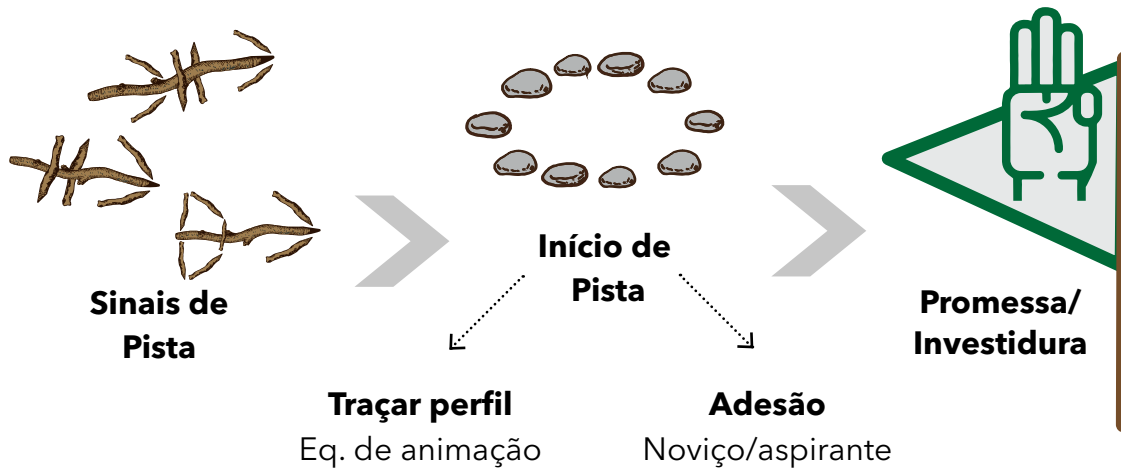 Sinais de
Pista
Início de
Pista
Promessa/
Investidura
Traçar perfil
Eq. de animação
Adesão
Noviço/aspirante